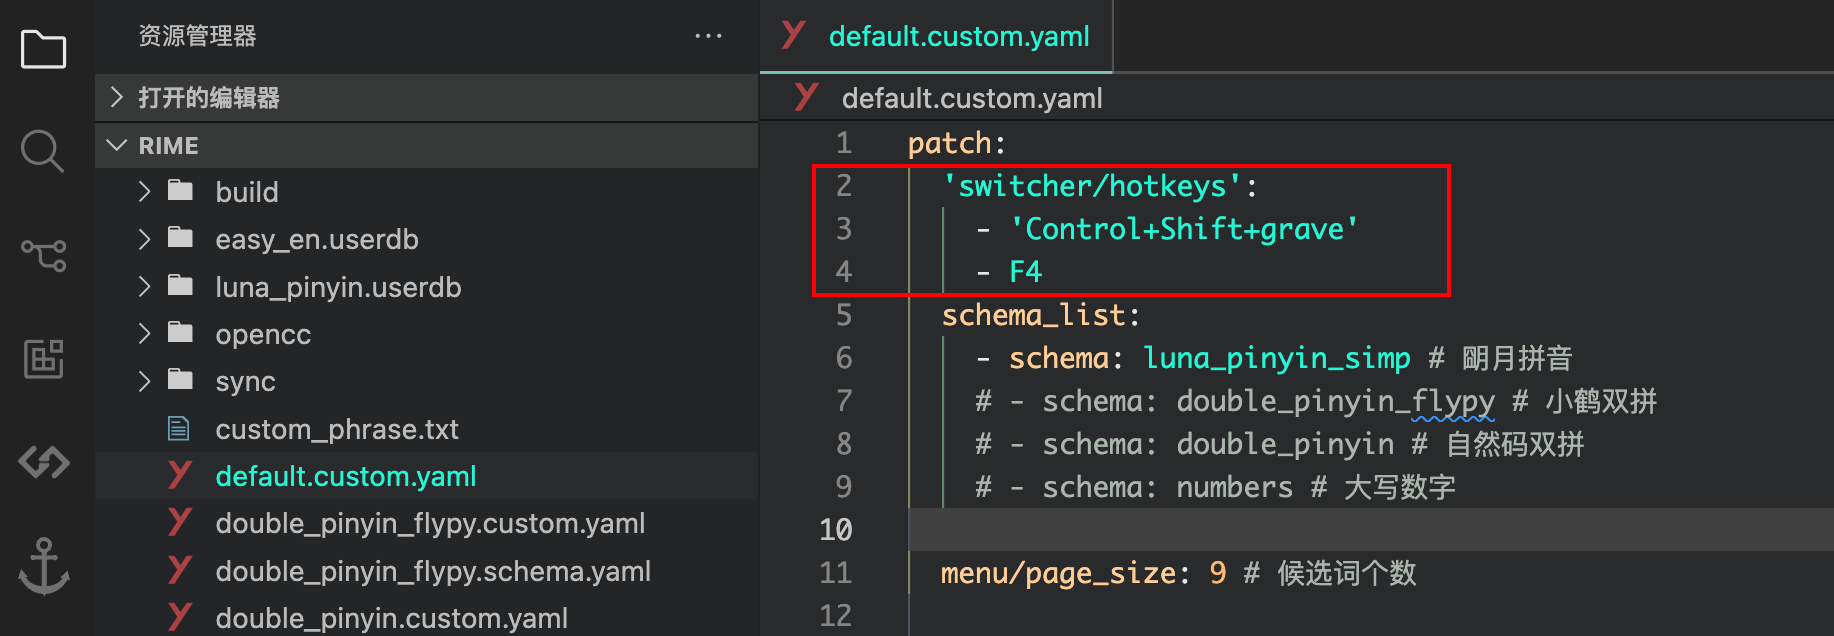 资源管理器
打开的编辑器
RIME
build
easy_en.userdb
luna_pinyin.userdb
opencc
sync
custom_phrase.txt
default.custom.yaml
double_pinyin_flypy.custom.yaml
double_pinyin_flypy.schema.yaml
double_pinyin.custom.yaml
default.custom.yaml
default.custom.yaml
1 patch:
2 'switcher/hotkeys':
3 - 'Control+Shift+grave'
4 - F4
5 schema_list:
6 - schema: luna_pinyin_simp # 朙月拼音
7 # - schema: double_pinyin_flypy # 小鹤双拼
8 # - schema: double_pinyin # 自然码双拼
9 # - schema: numbers # 大写数字
10
11 menu/page_size: 9 # 候选词个数
12